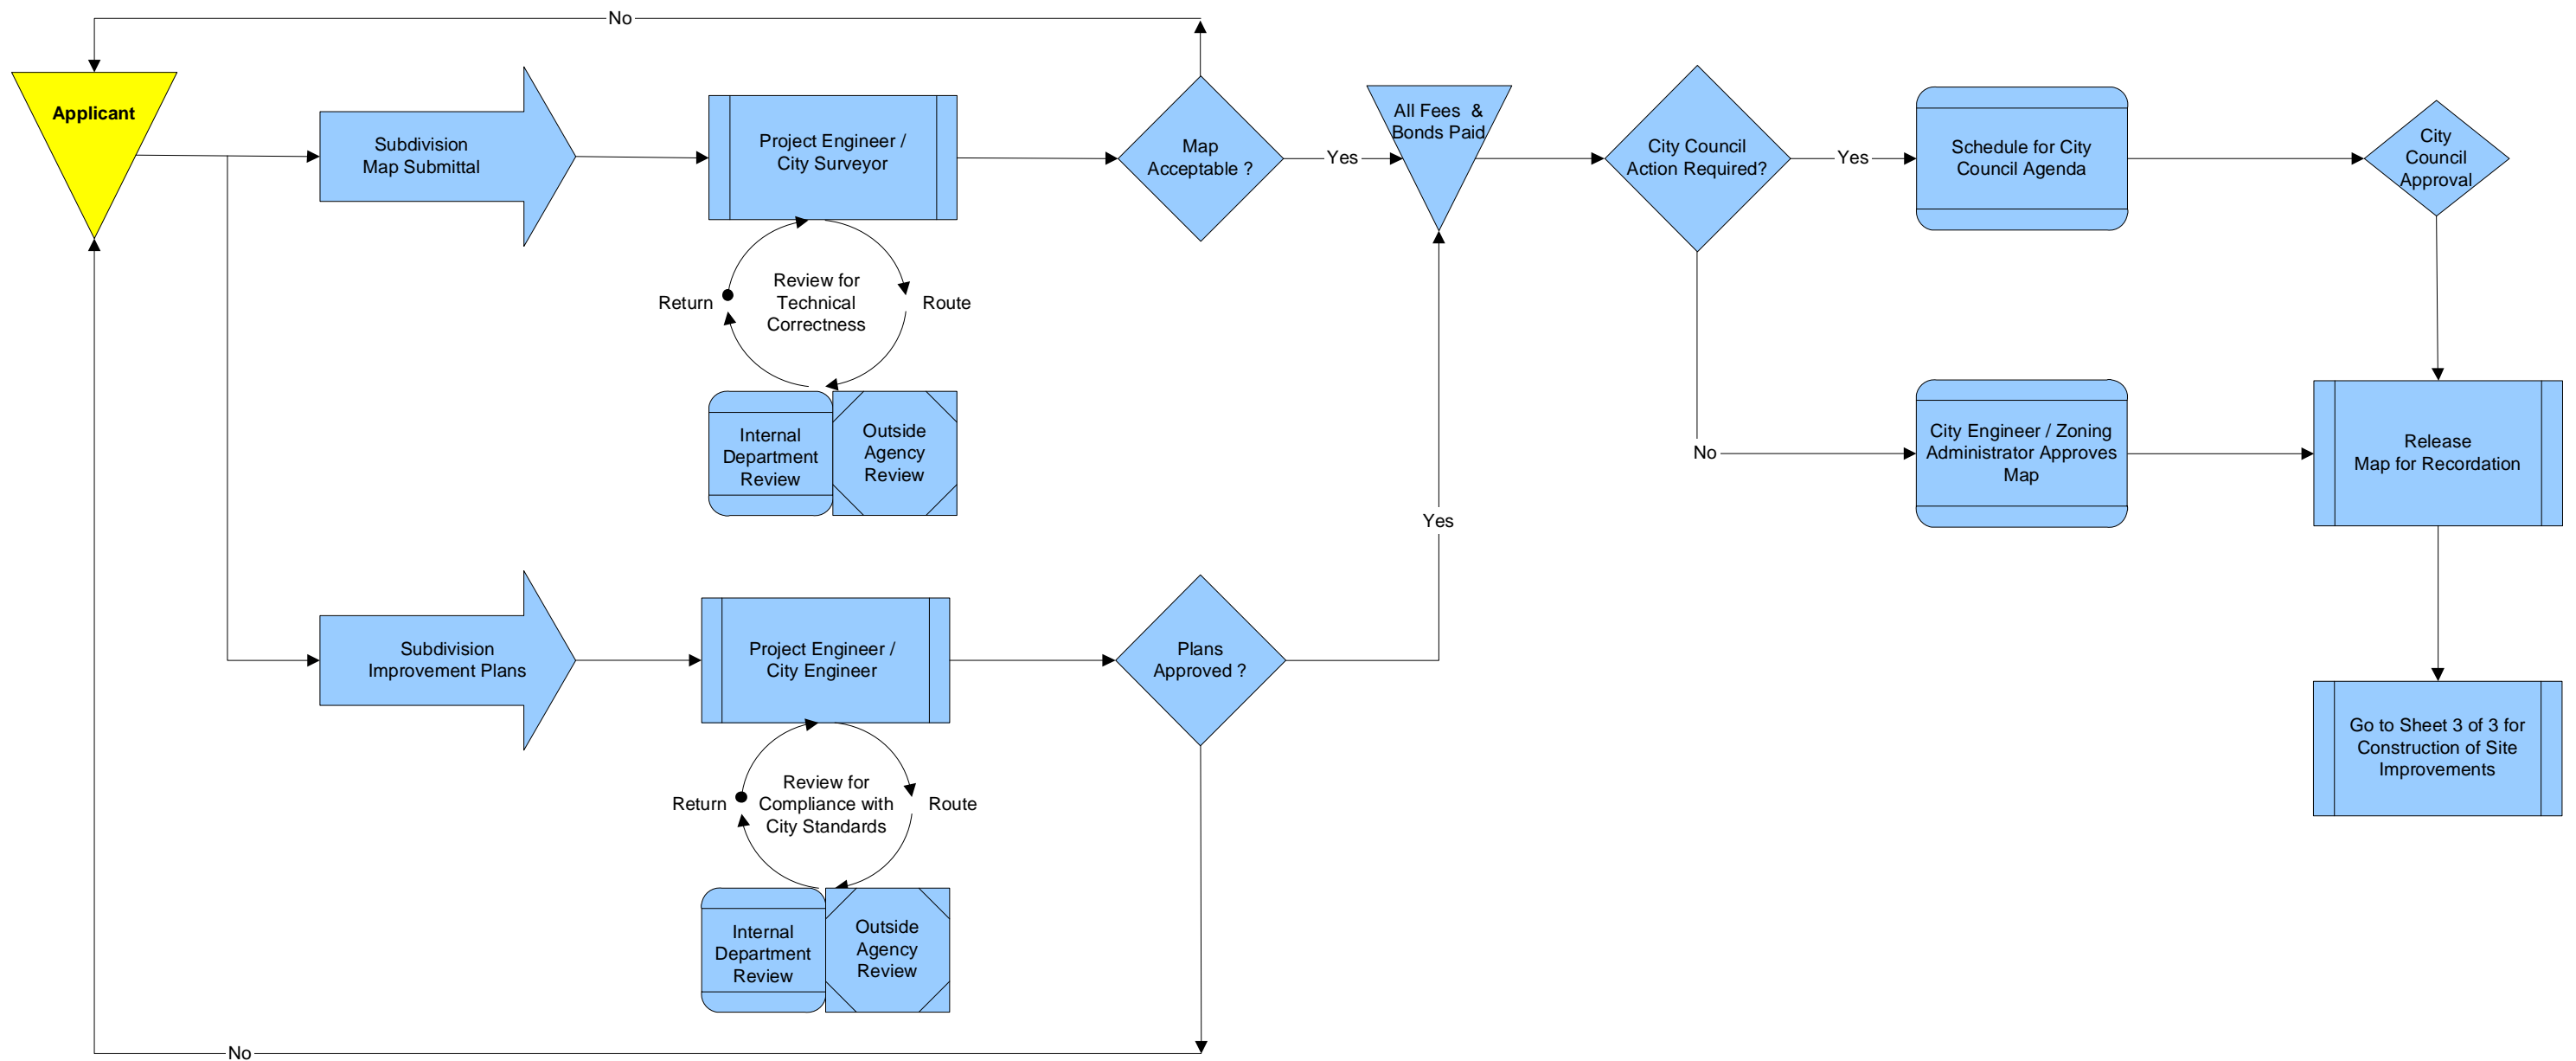 No
Applicant
Subdivision
Map Submittal
Project Engineer /
City Surveyor
Map
Acceptable ?
Yes
All Fees &
Bonds Paid
City Council
Action Required?
Yes
Schedule for City
Council Agenda
City
Council
Approval
Return
Review for
Technical
Correctness
Route
Internal
Department
Review
Outside
Agency
Review
No
City Engineer / Zoning
Administrator Approves
Map
Release
Map for Recordation
Yes
Subdivision
Improvement Plans
Project Engineer /
City Engineer
Plans
Approved ?
Go to Sheet 3 of 3 for
Construction of Site
Improvements
Return
Review for
Compliance with
City Standards
Route
Internal
Department
Review
Outside
Agency
Review
No